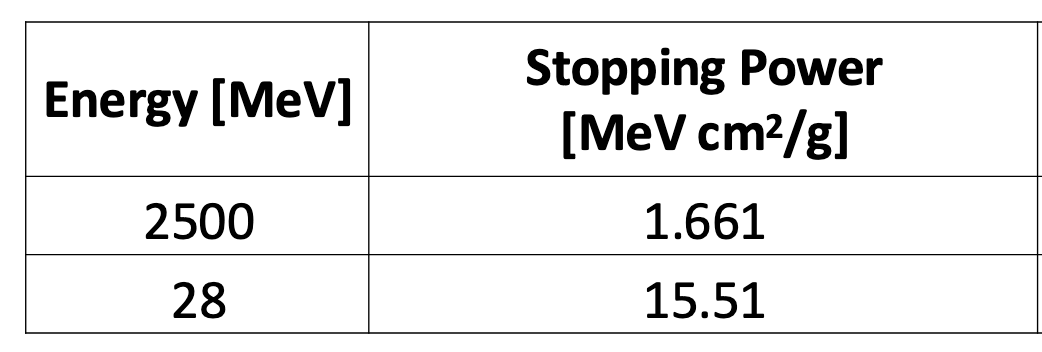 Energy [MeV]
Stopping Power
[MeV cm²/g]
2500
1.661
28
15.51